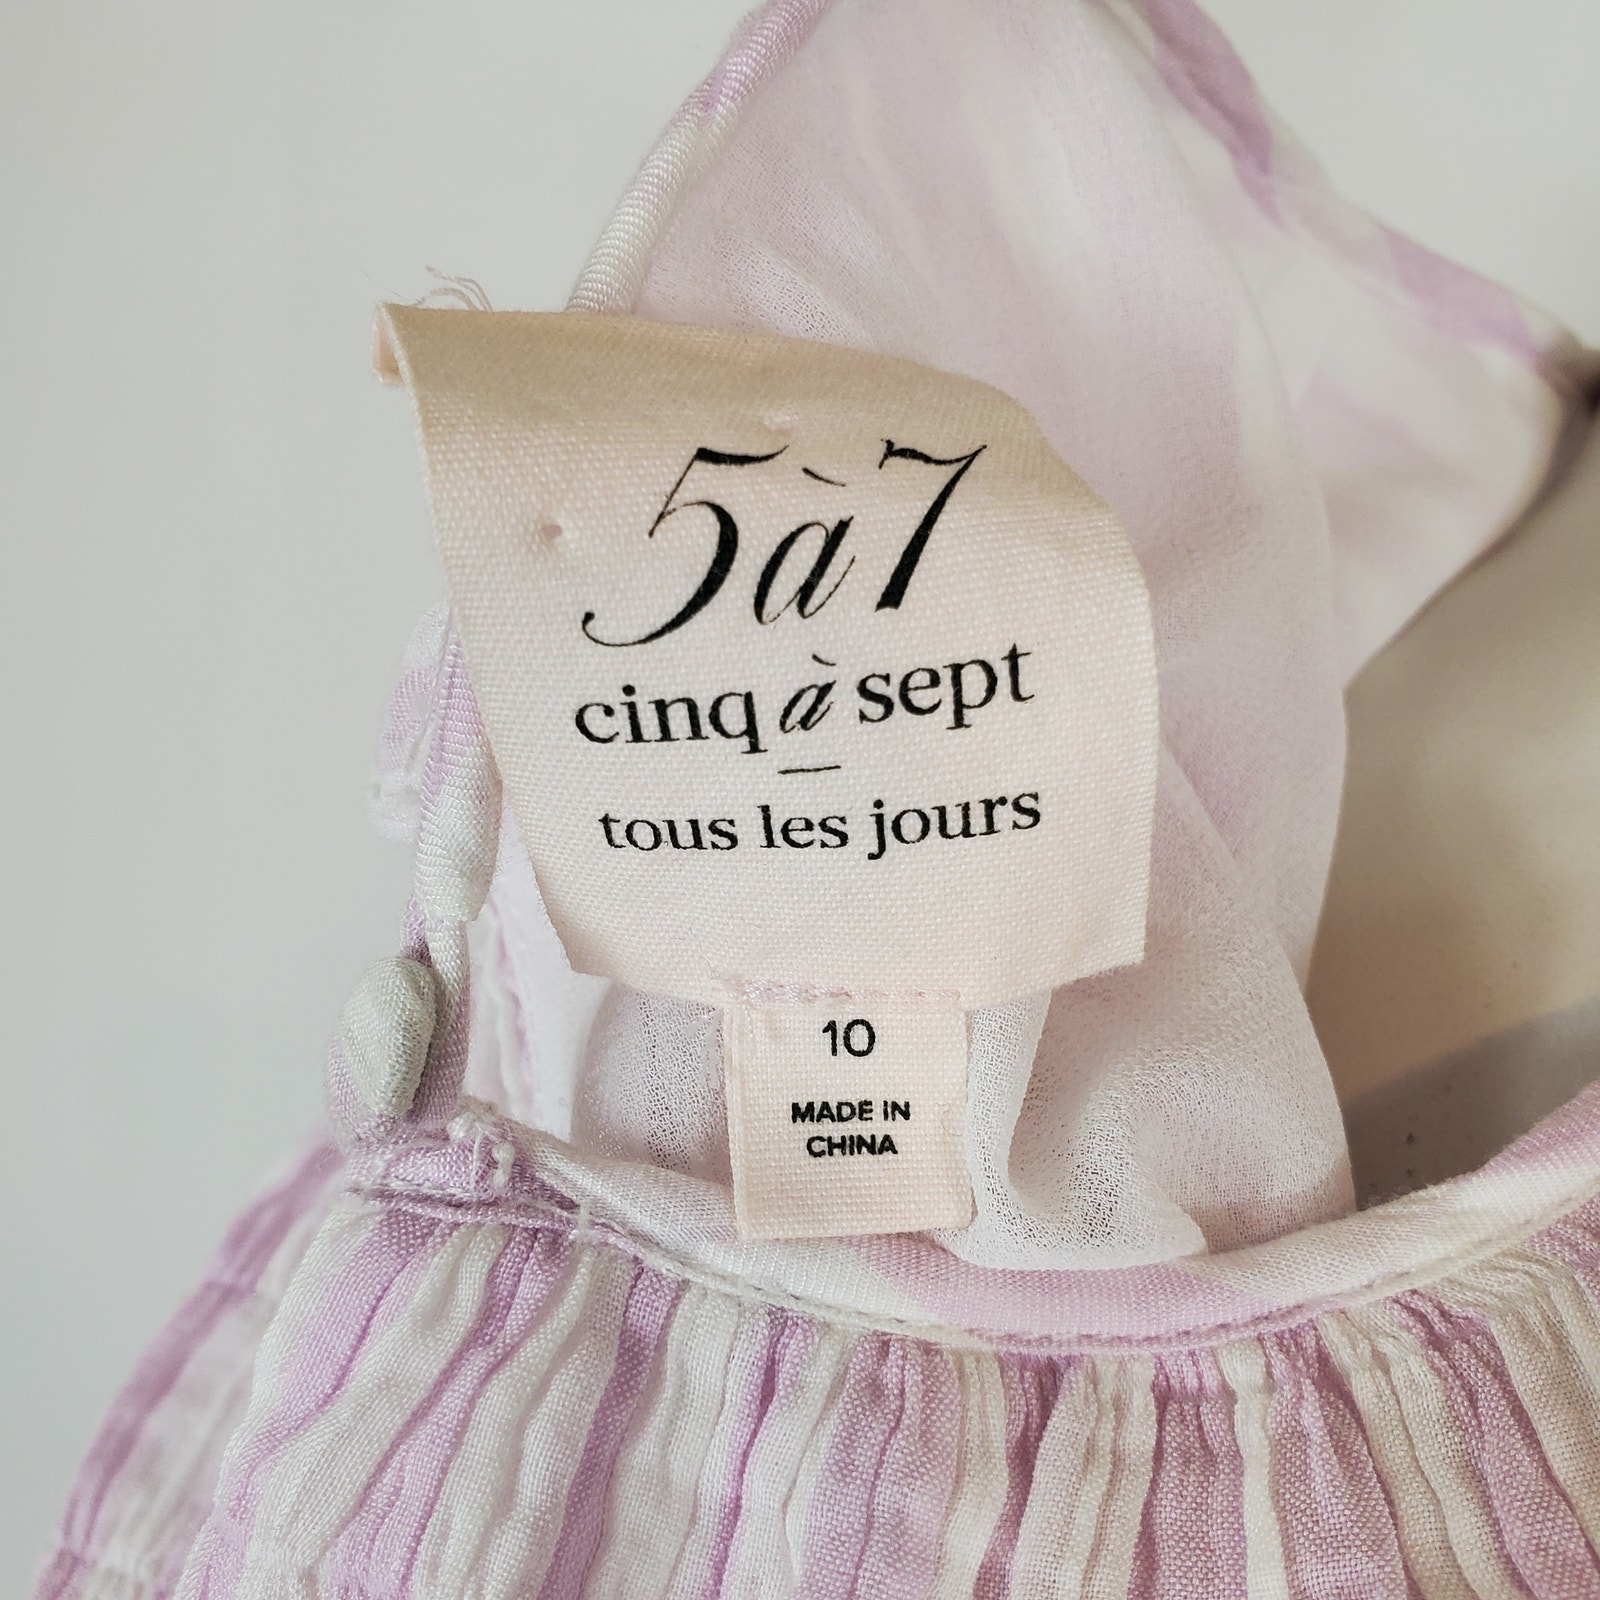 5à7
cinq à sept
—
tous les jours
10
MADE IN
CHINA